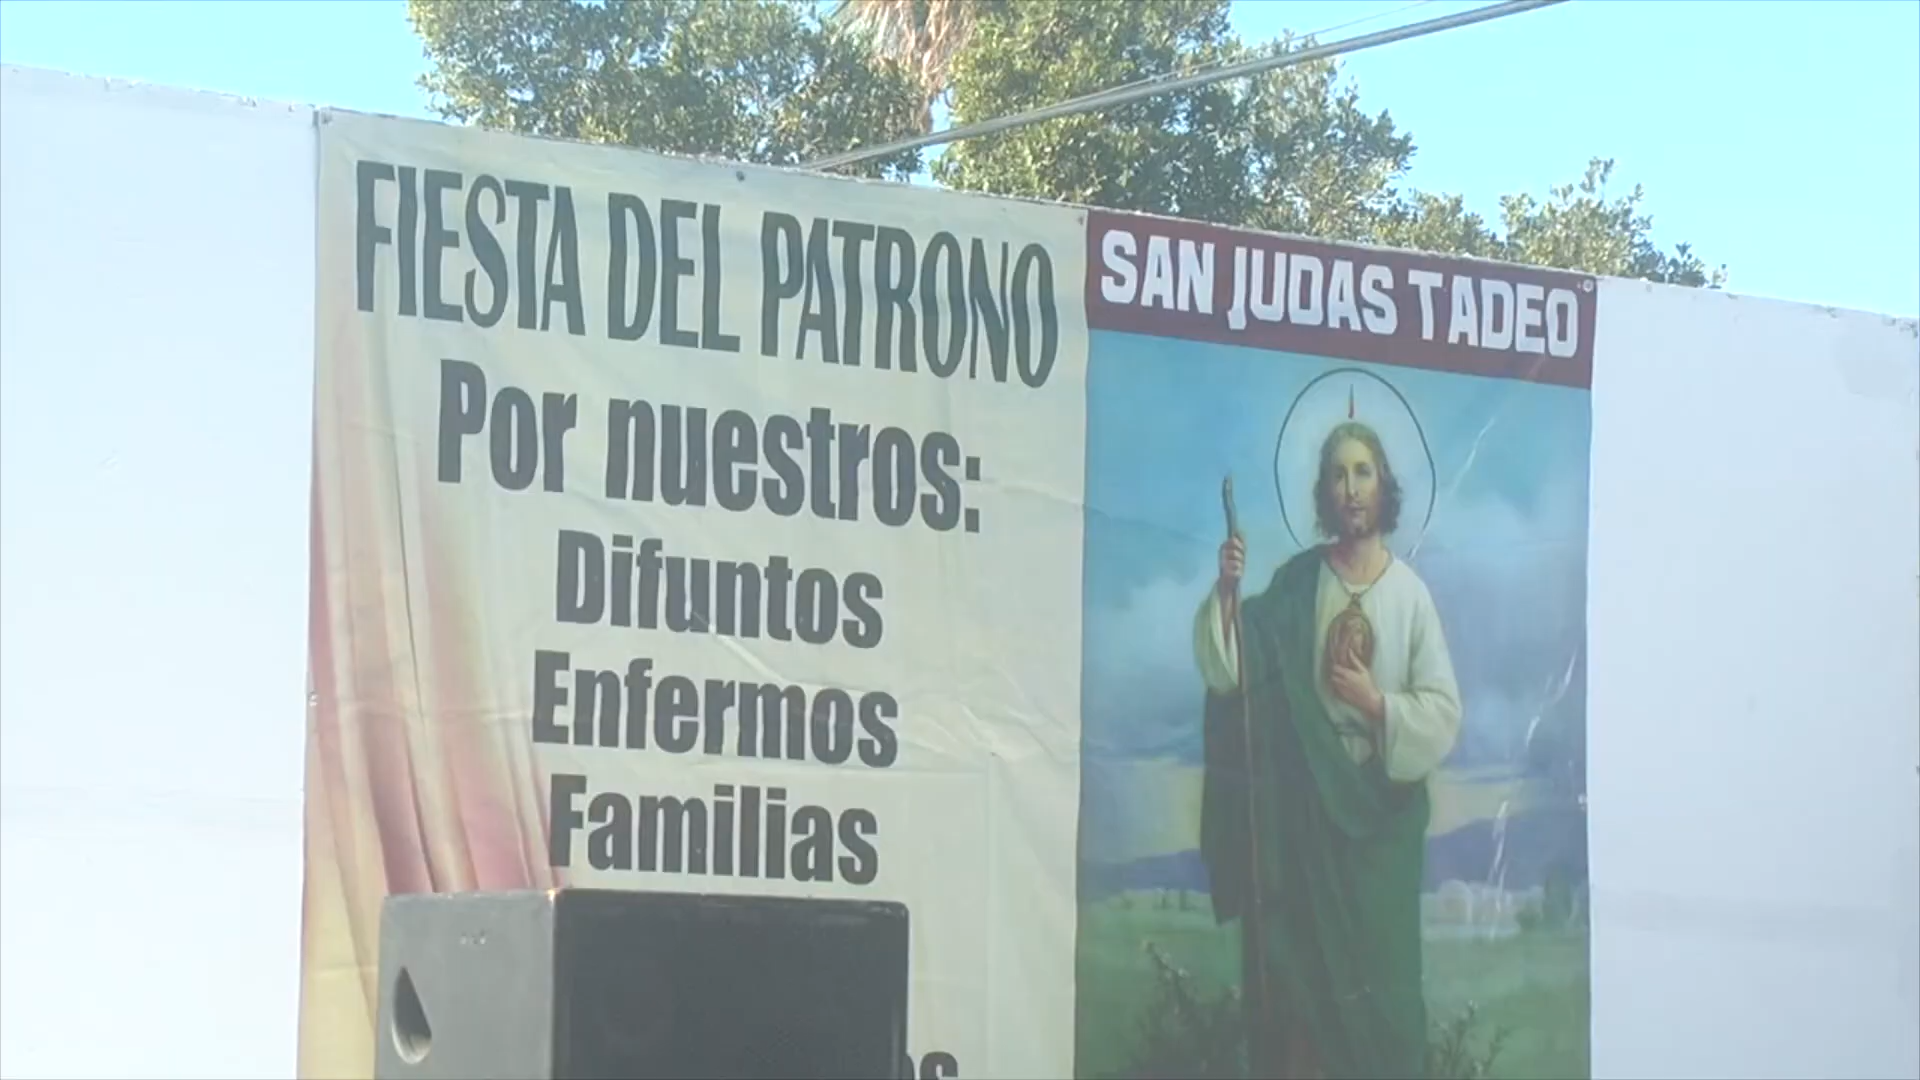 FIESTA DEL PATRONO
Por nuestros:
Difuntos
Enfermos
Familias
SAN JUDAS TADEO